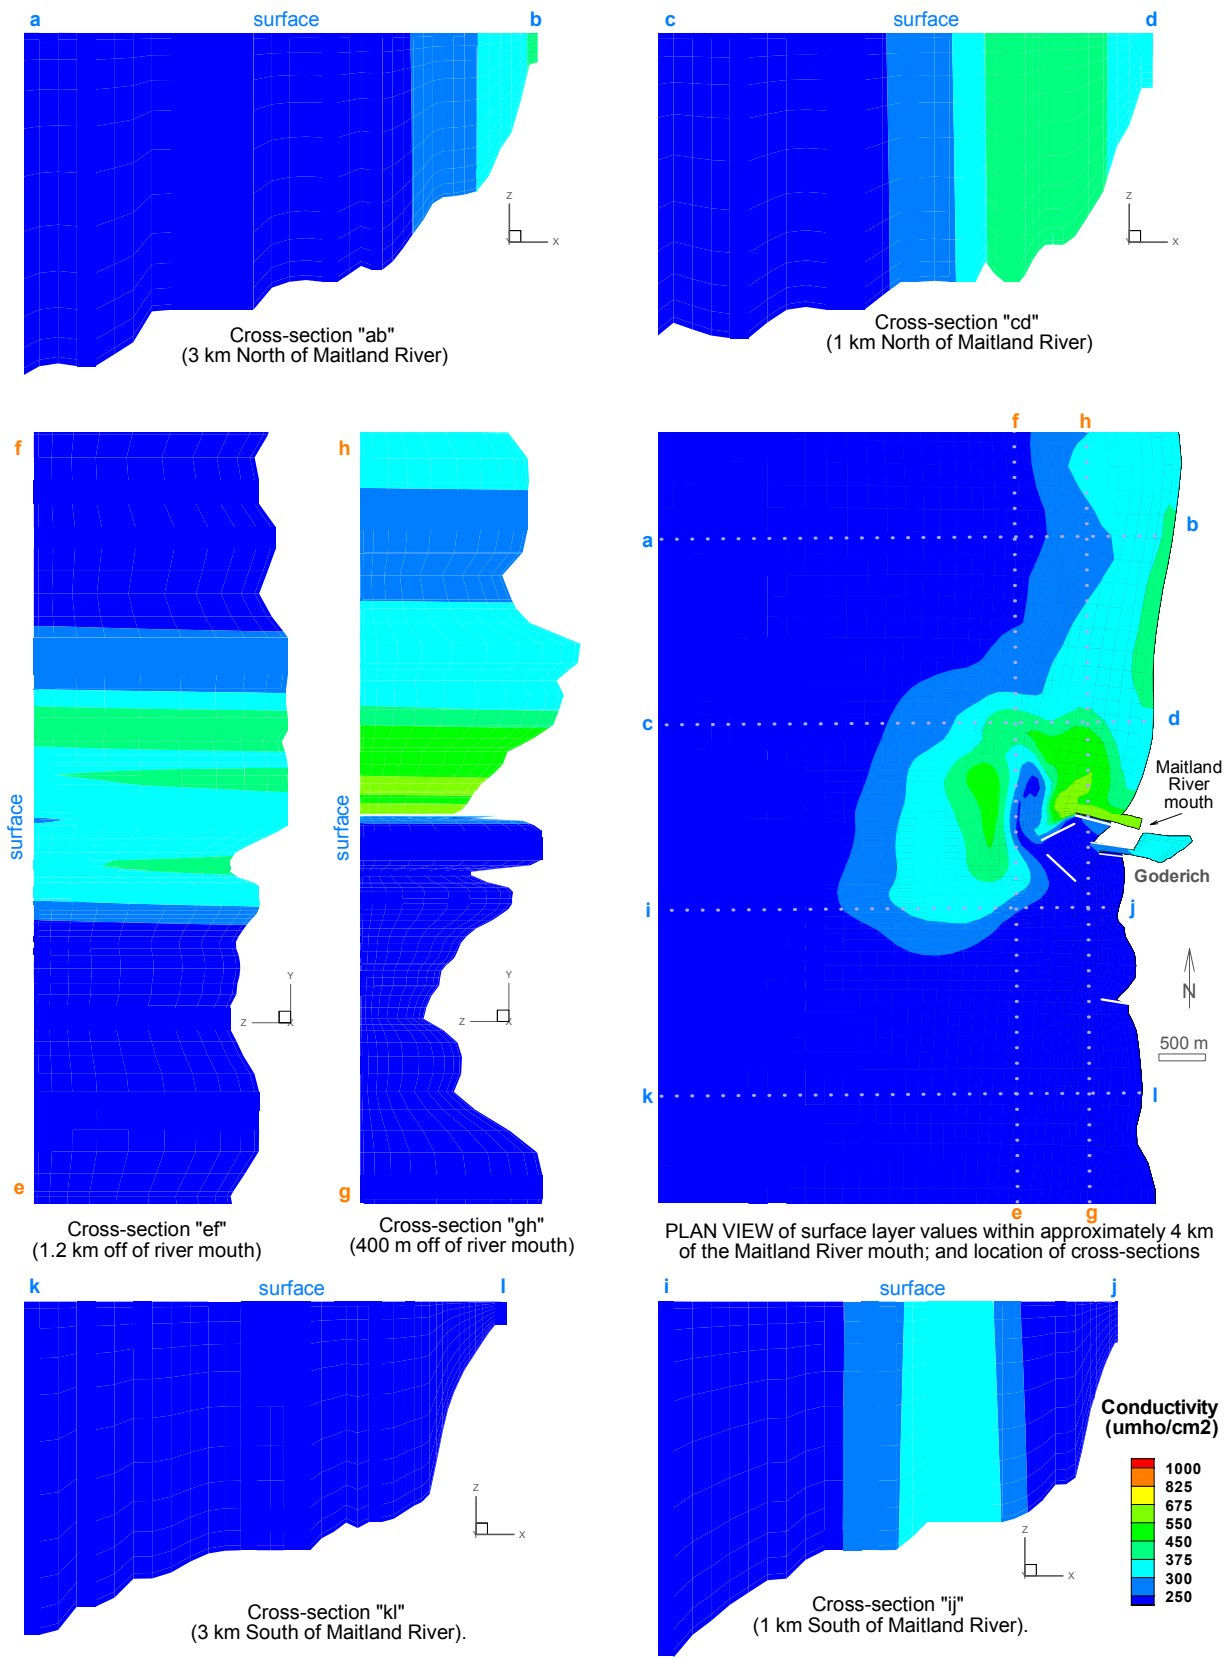 a surface b
c surface d
Z
Y X
Z
Y X
Cross-section "ab"
(3 km North of Maitland River)
Cross-section "cd"
(1 km North of Maitland River)
f
h
f h
a
b
c
d
surface
surface
Maitland
River
mouth
Goderich
i
j
N
500 m
Y
Z X
Y
Z X
k
l
e
g
e g
Cross-section "ef"
(1.2 km off of river mouth)
Cross-section "gh"
(400 m off of river mouth)
PLAN VIEW of surface layer values within approximately 4 km
of the Maitland River mouth; and location of cross-sections
k surface l
i surface j
Z
Y X
Z
Y X
Conductivity
(umho/cm2)
1000
825
675
550
450
375
300
250
Cross-section "kl"
(3 km South of Maitland River).
Cross-section "ij"
(1 km South of Maitland River).